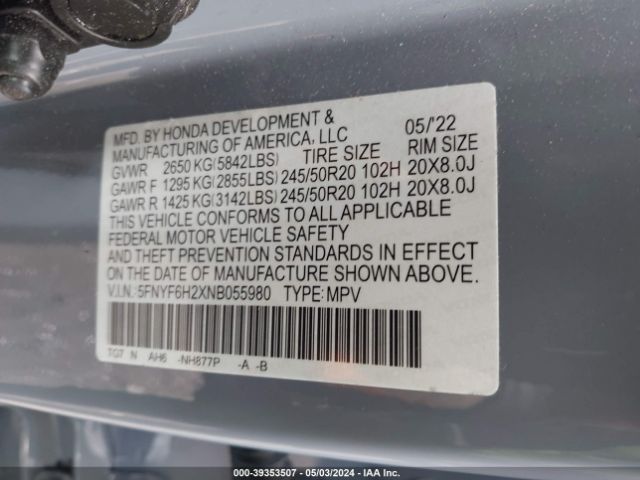 MFD. BY HONDA DEVELOPMENT & 05/'22
MANUFACTURING OF AMERICA, LLC
GVWR 2650 KG(5842LBS) TIRE SIZE RIM SIZE
GAWR F 1295 KG(2855LBS) 245/50R20 102H 20X8.0J
GAWR R 1425 KG(3142LBS) 245/50R20 102H 20X8.0J
THIS VEHICLE CONFORMS TO ALL APPLICABLE
FEDERAL MOTOR VEHICLE SAFETY
AND THEFT PREVENTION STANDARDS IN EFFECT
ON THE DATE OF MANUFACTURE SHOWN ABOVE.
V.I.N.:5FNYF6H2XNB055980 TYPE:MPV
TG7 N AH6 -NH877P -A -B
000-39353507 - 05/03/2024 - IAA Inc.